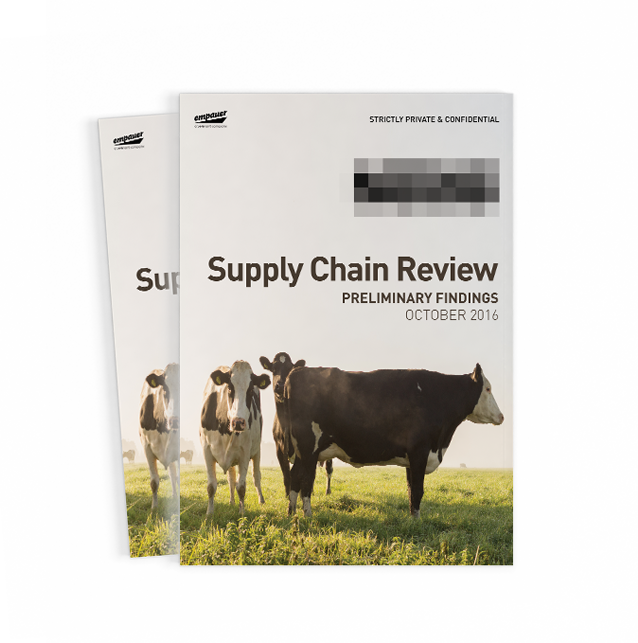 empauer
STRICTLY PRIVATE & CONFIDENTIAL
Supply Chain Review
PRELIMINARY FINDINGS
OCTOBER 2016
empauer
Sup